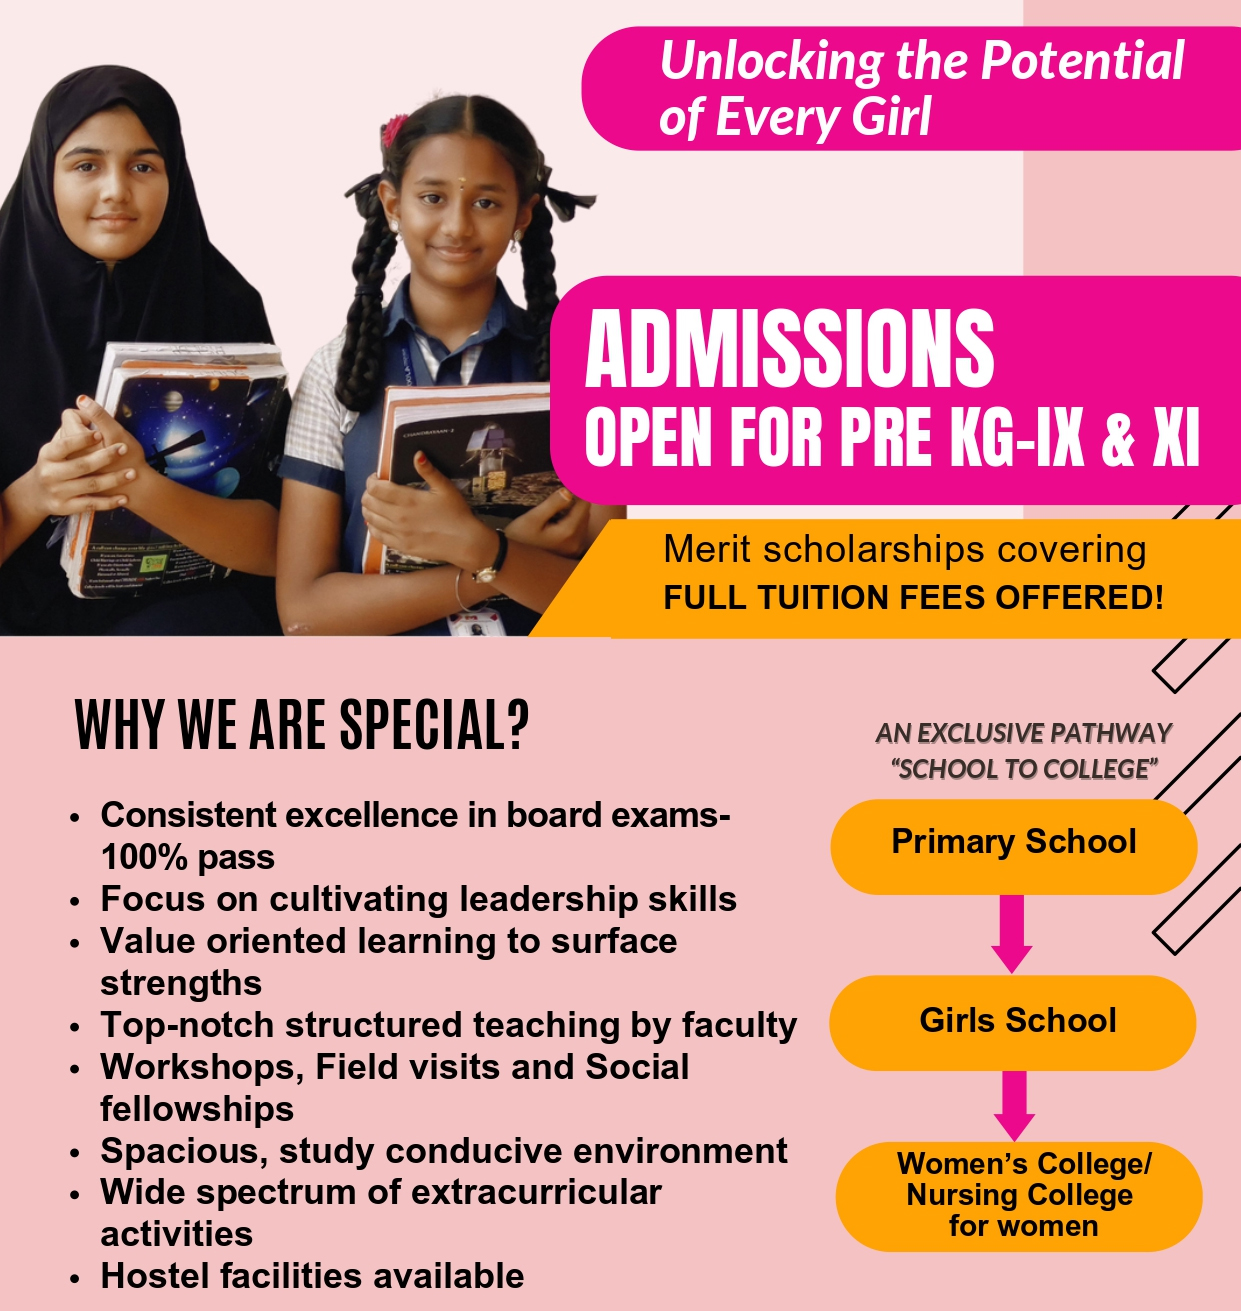 Unlocking the Potential
of Every Girl
ADMISSIONS
OPEN FOR PRE KG-IX & XI
Merit scholarships covering
FULL TUITION FEES OFFERED!
CHANDRAYAAN-2
WHY WE ARE SPECIAL?
• Consistent excellence in board exams-
100% pass
• Focus on cultivating leadership skills
• Value oriented learning to surface
strengths
• Top-notch structured teaching by faculty
• Workshops, Field visits and Social
fellowships
• Spacious, study conducive environment
• Wide spectrum of extracurricular
activities
• Hostel facilities available
AN EXCLUSIVE PATHWAY
“SCHOOL TO COLLEGE”
Primary School
Girls School
Women’s College/
Nursing College
for women